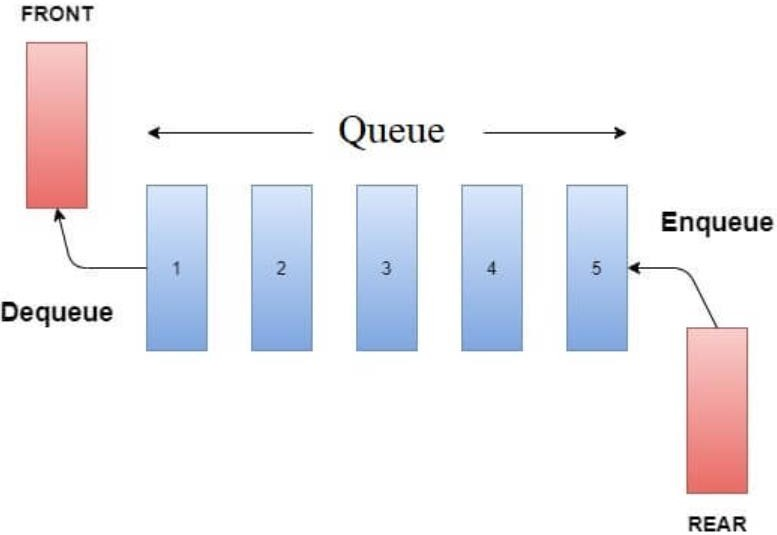 FRONT
Queue
Enqueue
1 2 3 4 5
Dequeue
REAR